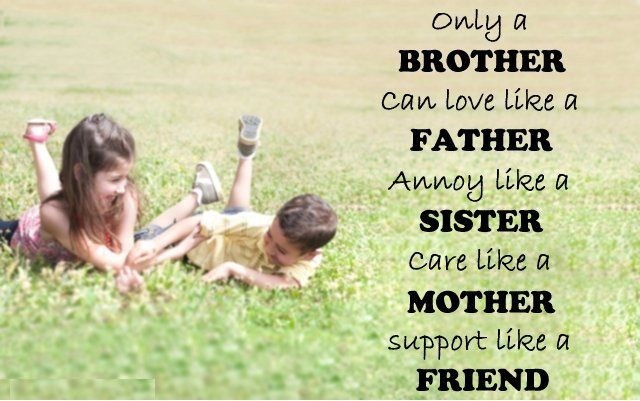 Only a
BROTHER
Can love like a
FATHER
Annoy like a
SISTER
Care like a
MOTHER
support like a
FRIEND